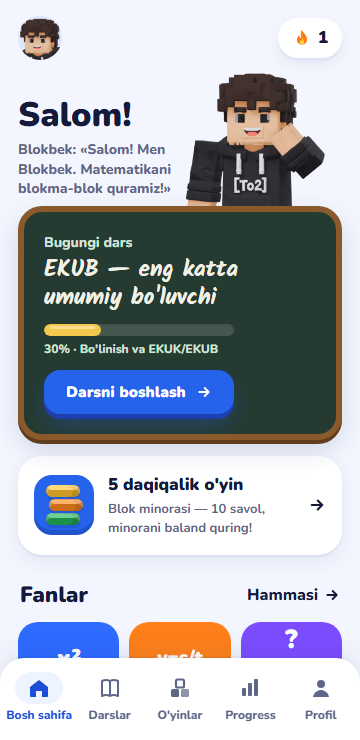 1
Salom!
Blokbek: «Salom! Men
Blokbek. Matematikani
blokma-blok quramiz!»
[To2]
Bugungi dars
EKUB — eng katta
umumiy bo'luvchi
30% · Bo'linish va EKUK/EKUB
Darsni boshlash →
5 daqiqalik o'yin
Blok minorasi — 10 savol,
minorani baland quring!
→
Fanlar
Hammasi →
?
Bosh sahifa
Darslar
O'yinlar
Progress
Profil